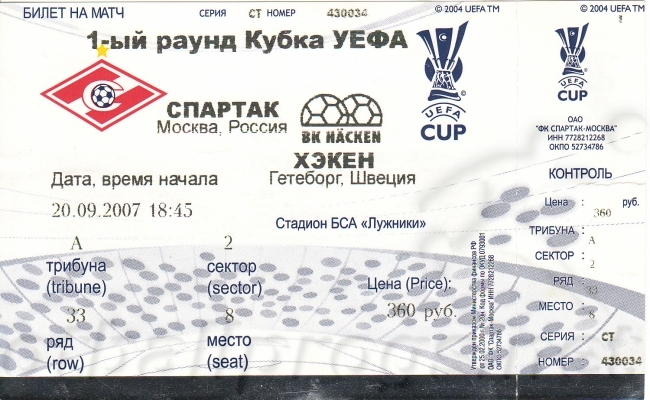 БИЛЕТ НА МАТЧ СЕРИЯ СТ НОМЕР 430034
© 2004 UEFA TM
1-ый раунд Кубка УЕФА
СПАРТАК
Москва, Россия
BK HÄCKEN
ХЭКЕН
Гетеборг, Швеция
UEFA
CUP
Дата, время начала
20.09.2007 18:45
Стадион БСА «Лужники»
А 2
трибуна сектор
(tribune) (sector)
Цена (Price):
33 8 360 руб.
ряд место
(row) (seat)
© 2004 UEFA TM
UEFA
CUP
ОАО
"ФК СПАРТАК-МОСКВА"
ИНН 7728212268
ОКПО 52734786
КОНТРОЛЬ
Цена : 360 руб.
ТРИБУНА : А
СЕКТОР : 2
РЯД : 33
М�ЕСТО : 8
СЕРИЯ : СТ
НОМЕР : 430034